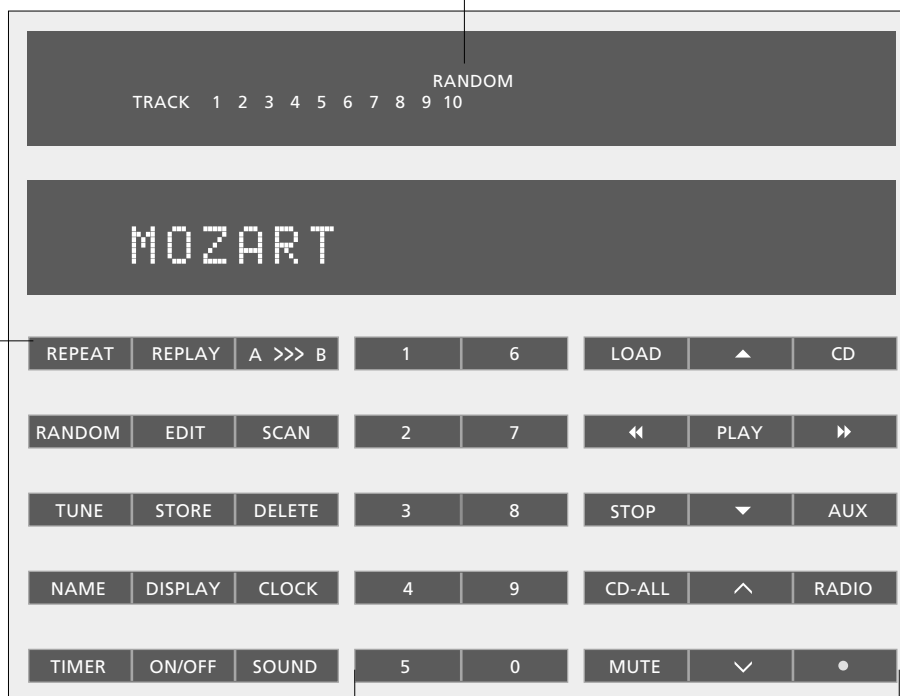 RANDOM
TRACK 1 2 3 4 5 6 7 8 9 10
MOZART
REPEAT REPLAY A >>> B 1 6 LOAD CD
RANDOM EDIT SCAN 2 7 PLAY
TUNE STORE DELETE 3 8 STOP AUX
NAME DISPLAY CLOCK 4 9 CD-ALL RADIO
TIMER ON/OFF SOUND 5 0 MUTE